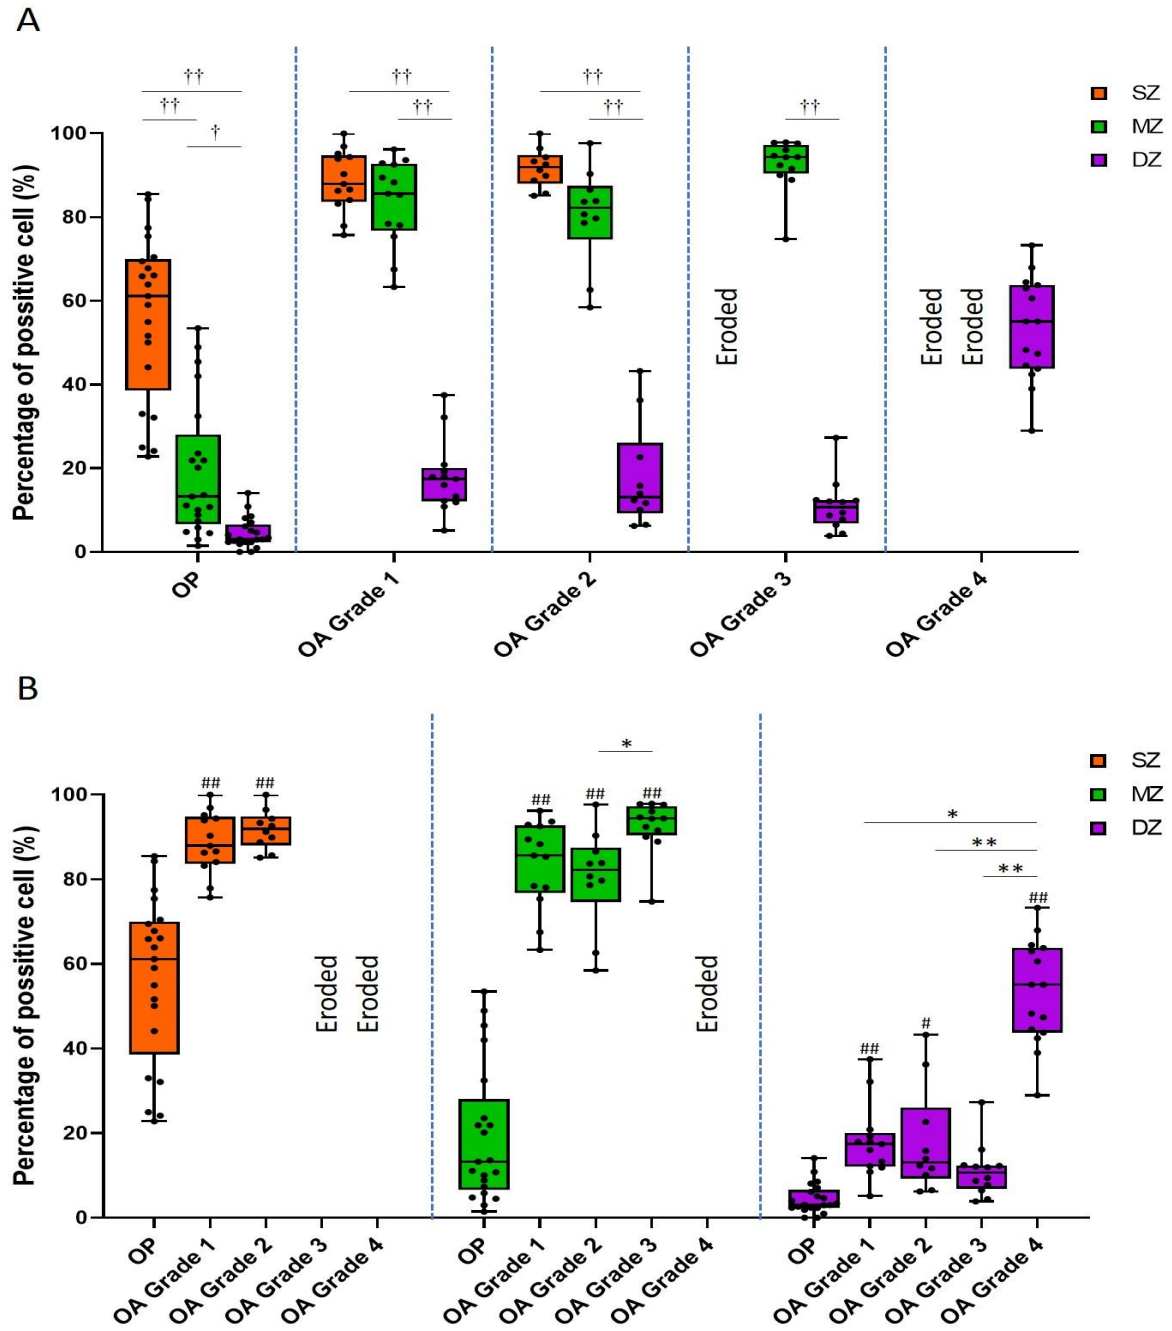 A
†† †† ††
†† †† †† ††
†
SZ
MZ
DZ
Percentage of possitive cell (%)
100
80
60
40
20
0
Eroded
Eroded
Eroded
OP
OA Grade 1
OA Grade 2
OA Grade 3
OA Grade 4
B
SZ
MZ
DZ
Percentage of possitive cell (%)
100
80
60
40
20
0
## ##
Eroded
Eroded
*
## ## ##
Eroded
*
**
**
##
#
##
OP
OA Grade 1
OA Grade 2
OA Grade 3
OA Grade 4
OP
OA Grade 1
OA Grade 2
OA Grade 3
OA Grade 4
OP
OA Grade 1
OA Grade 2
OA Grade 3
OA Grade 4